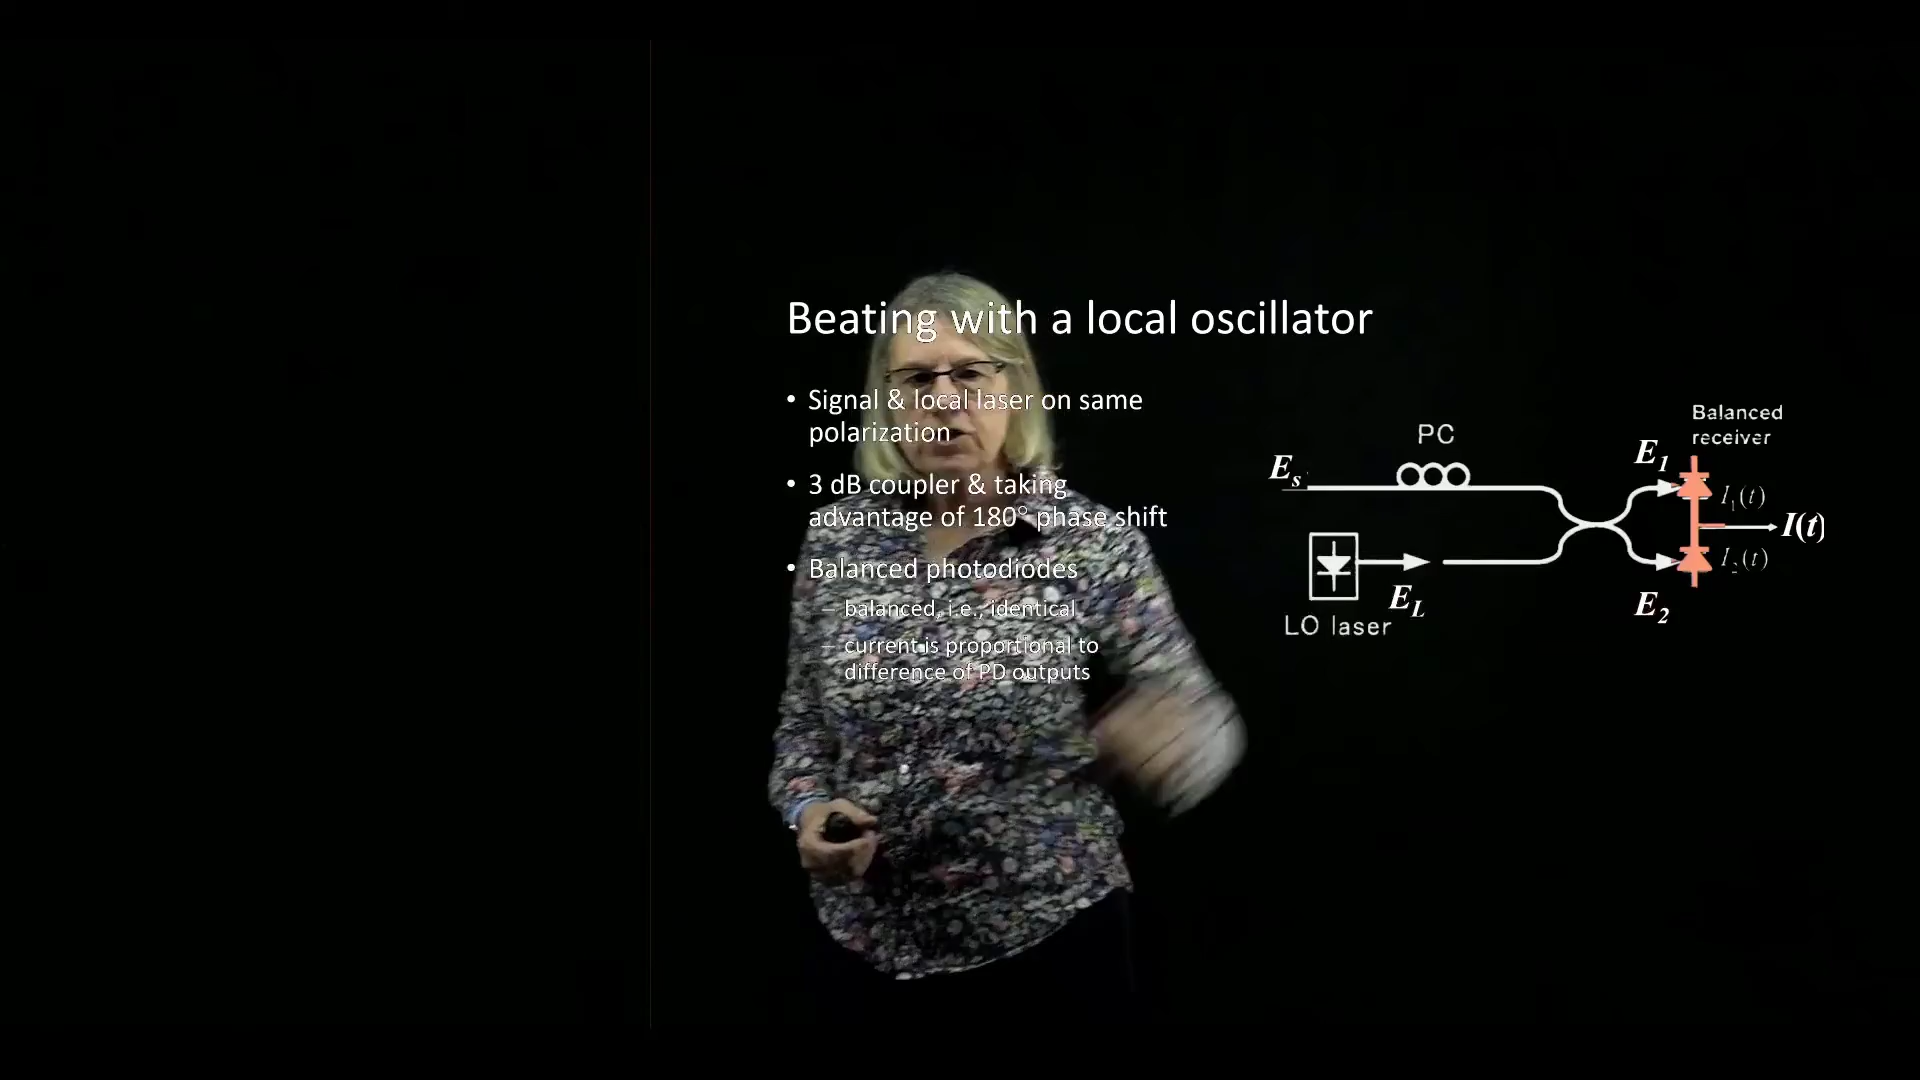 Beating with a local oscillator
• Signal & local laser on same
polarization
• 3 dB coupler & taking
advantage of 180° phase shift
• Balanced photodiodes
– balanced, i.e., identical
– current is proportional to
difference of PD outputs
PC
Balanced
receiver
Es
E1
I1(t)
I(t)
I2(t)
EL
E2
LO laser